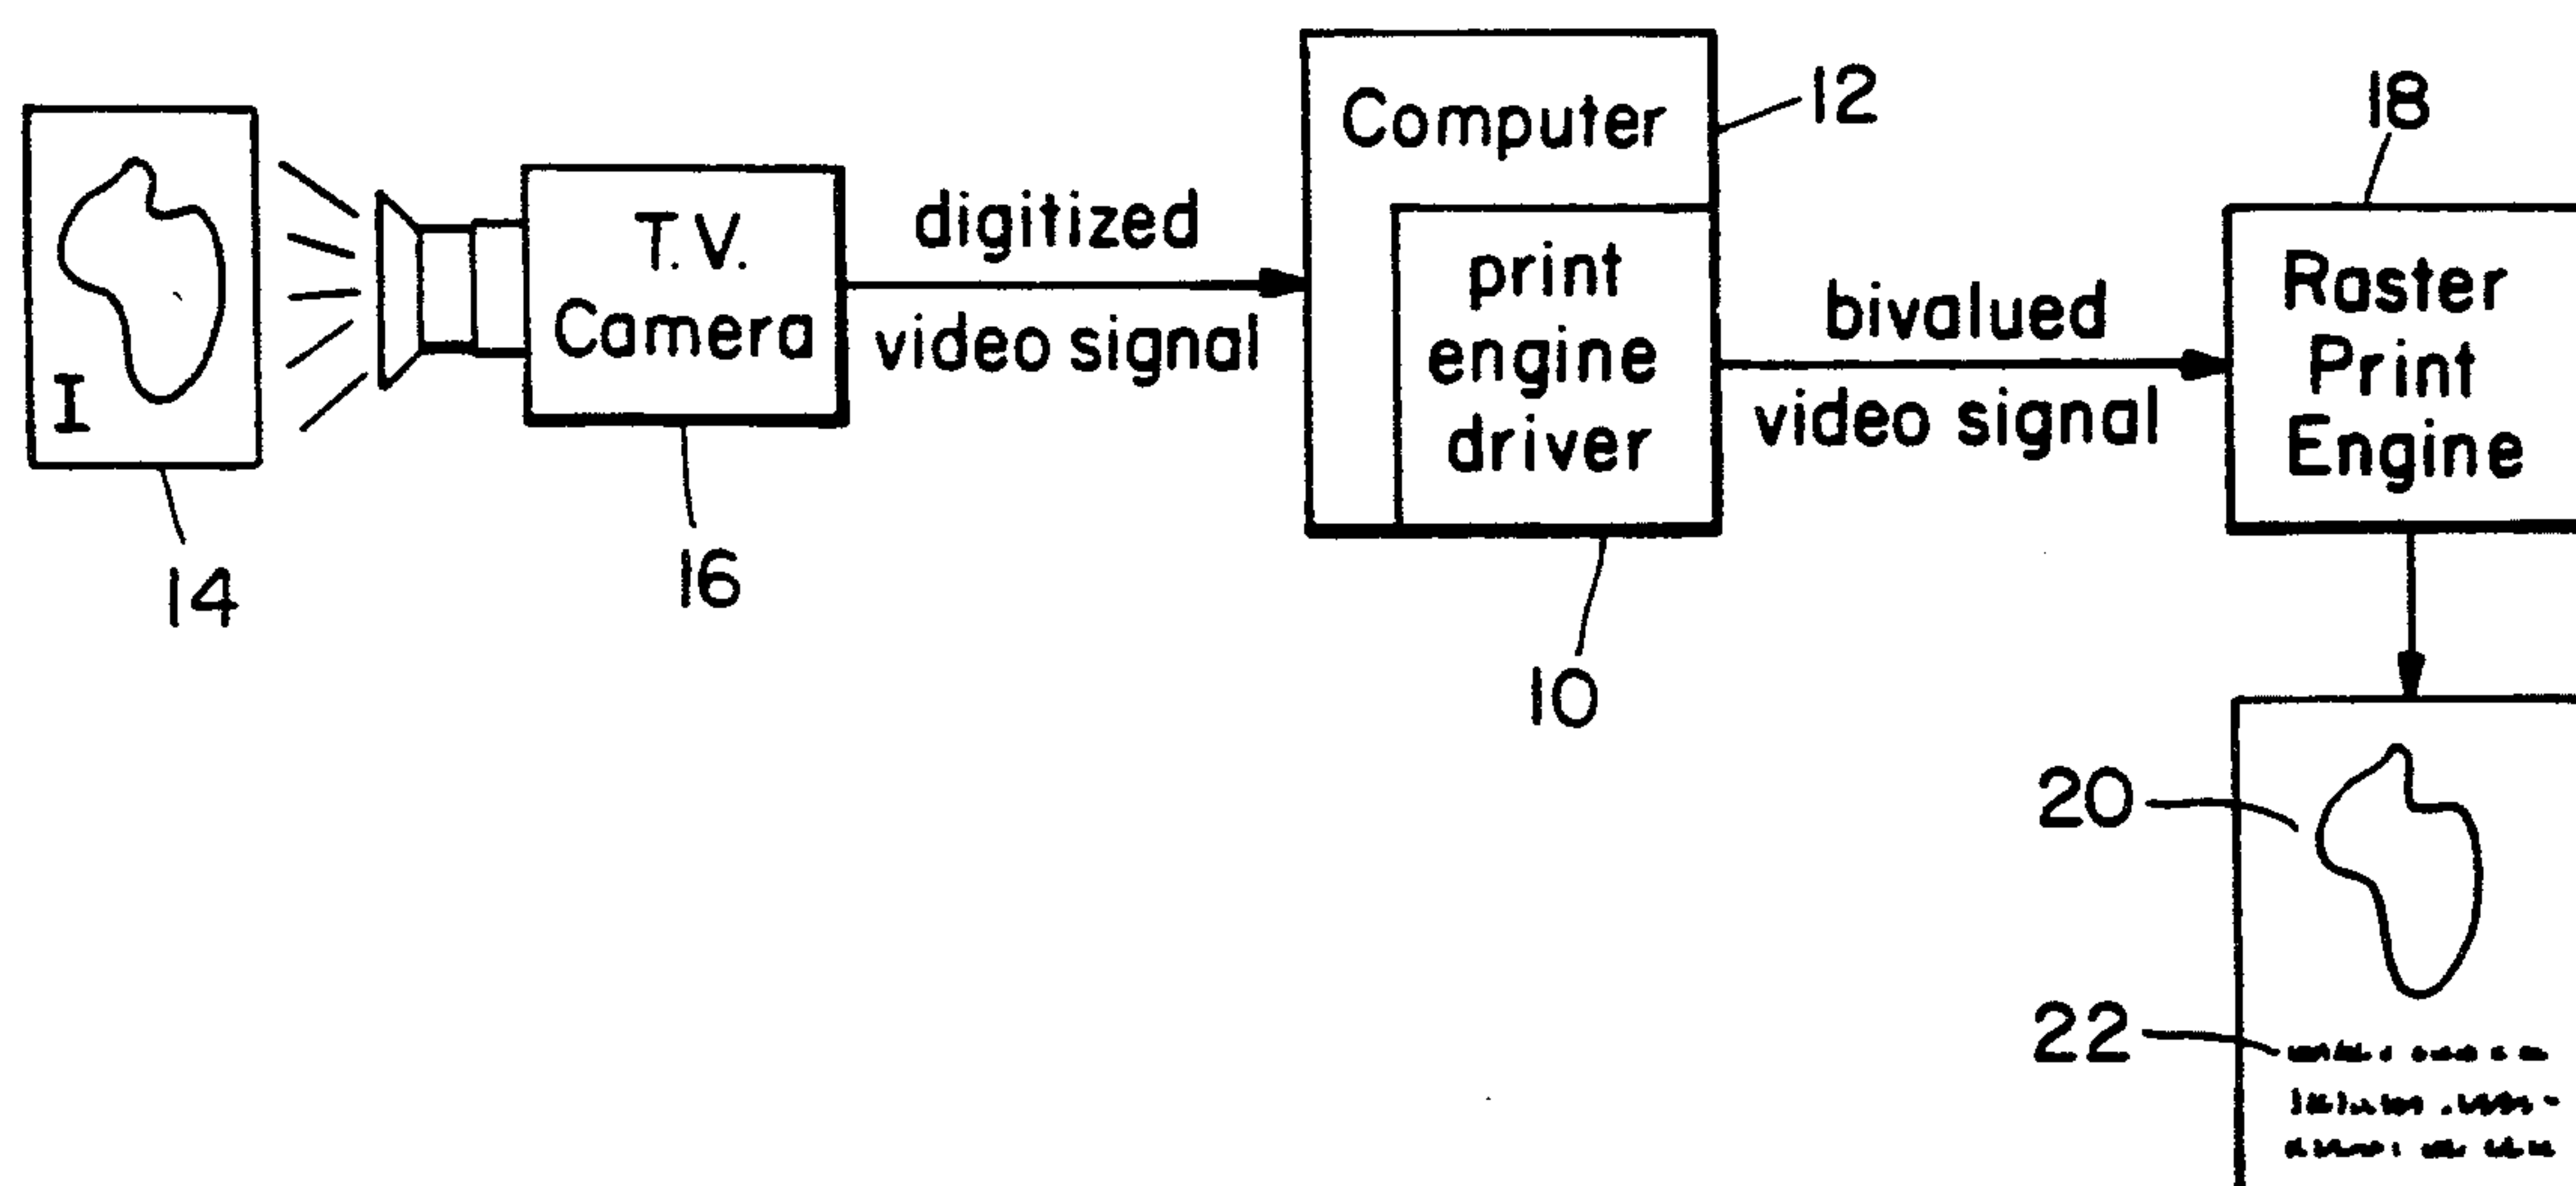 I
14
T.V.
Camera
16
digitized
video signal
Computer
12
print
engine
driver
10
bivalued
video signal
18
Raster
Print
Engine
20
22